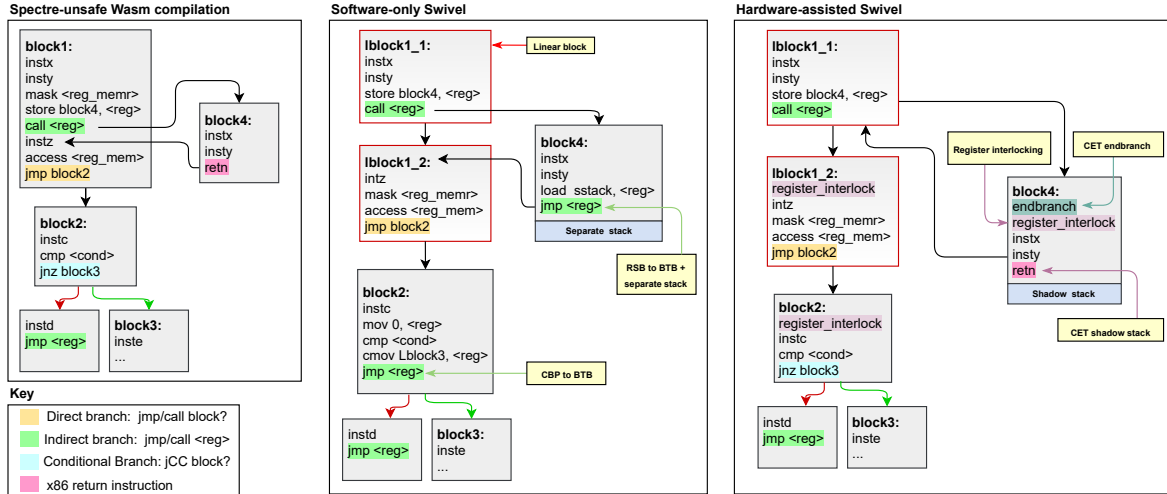 Spectre-unsafe Wasm compilation
block1:
instx
insty
mask <reg_memr>
store block4, <reg>
call <reg>
instz
access <reg_mem>
jmp block2
block4:
instx
insty
retn
block2:
instc
cmp <cond>
jnz block3
instd
jmp <reg>
block3:
inste
...
Key
Direct branch: jmp/call block?
Indirect branch: jmp/call <reg>
Conditional Branch: jCC block?
x86 return instruction
Software-only Swivel
lblock1_1:
instx
insty
store block4, <reg>
call <reg>
Linear block
lblock1_2:
intz
mask <reg_memr>
access <reg_mem>
jmp block2
block4:
instx
insty
load sstack, <reg>
jmp <reg>
Separate stack
RSB to BTB +
separate stack
block2:
instc
mov 0, <reg>
cmp <cond>
cmov Lblock3, <reg>
jmp <reg>
CBP to BTB
instd
jmp <reg>
block3:
inste
...
Hardware-assisted Swivel
lblock1_1:
instx
insty
store block4, <reg>
call <reg>
Register interlocking
CET endbranch
lblock1_2:
register_interlock
intz
mask <reg_memr>
access <reg_mem>
jmp block2
block4:
endbranch
register_interlock
instx
insty
retn
Shadow stack
CET shadow stack
block2:
register_interlock
instc
cmp <cond>
jnz block3
instd
jmp <reg>
block3:
inste
...